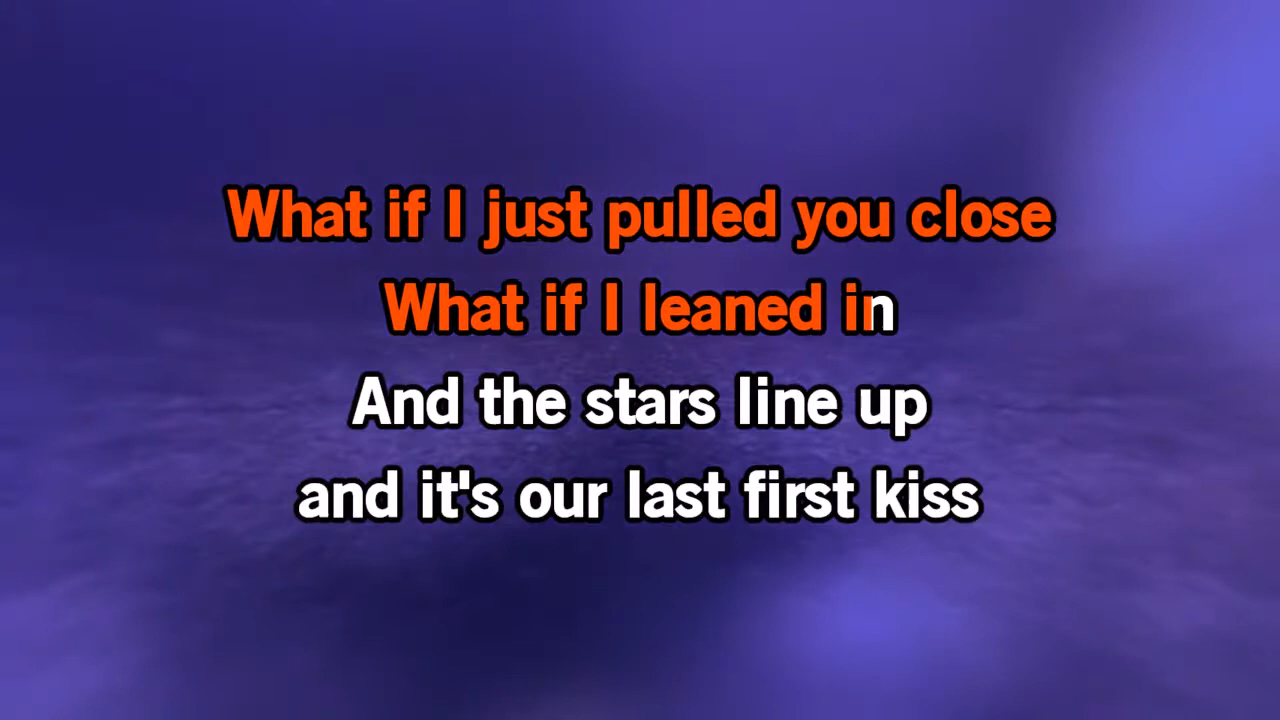 What if I just pulled you close
What if I leaned in
And the stars line up
and it's our last first kiss